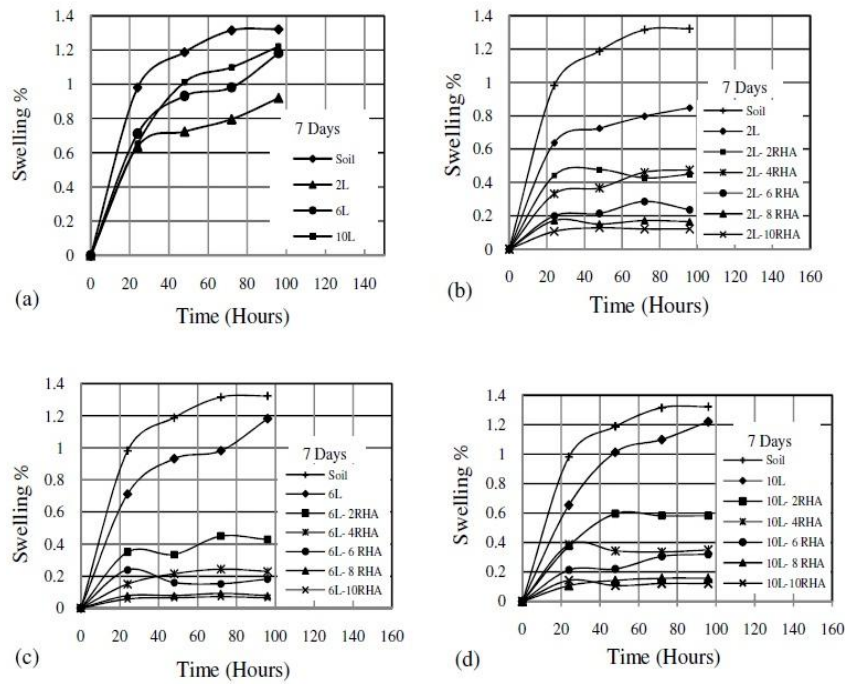 1.4
1.2
1
0.8
0.6
0.4
0.2
0
Swelling %
7 Days
Soil
2L
6L
10L
0 20 40 60 80 100 120 140
(a)
Time (Hours)
1.4
1.2
1
0.8
0.6
0.4
0.2
0
Swelling %
7 Days
Soil
2L
2L- 2RHA
2L- 4RHA
2L- 6 RHA
2L- 8 RHA
2L-10RHA
0 20 40 60 80 100 120 140 160
(b)
Time (Hours)
1.4
1.2
1
0.8
0.6
0.4
0.2
0
Swelling %
7 Days
Soil
6L
6L- 2RHA
6L- 4RHA
6L- 6 RHA
6L- 8 RHA
6L-10RHA
0 20 40 60 80 100 120 140 160
(c)
Time (Hours)
1.4
1.2
1
0.8
0.6
0.4
0.2
0
Swelling %
7 Days
Soil
10L
10L- 2RHA
10L- 4RHA
10L- 6 RHA
10L- 8 RHA
10L-10RHA
0 20 40 60 80 100 120 140 160
(d)
Time (Hours)